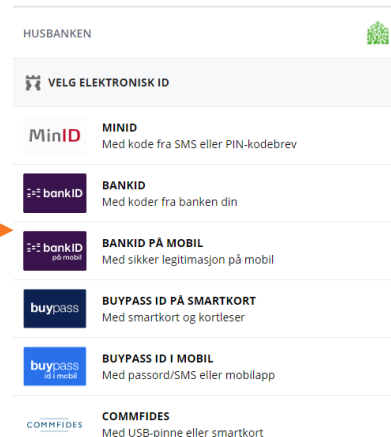 HUSBANKEN
VELG ELEKTRONISK ID
MinID
MINID
Med kode fra SMS eller PIN-kodebrev
bankID
BANKID
Med koder fra banken din
bankID
på mobil
BANKID PÅ MOBIL
Med sikker legitimasjon på mobil
buypass
BUYPASS ID PÅ SMARTKORT
Med smartkort og kortleser
buypass
id i mobil
BUYPASS ID I MOBIL
Med passord/SMS eller mobilapp
COMMFIDES
COMMFIDES
Med USB-pinne eller smartkort